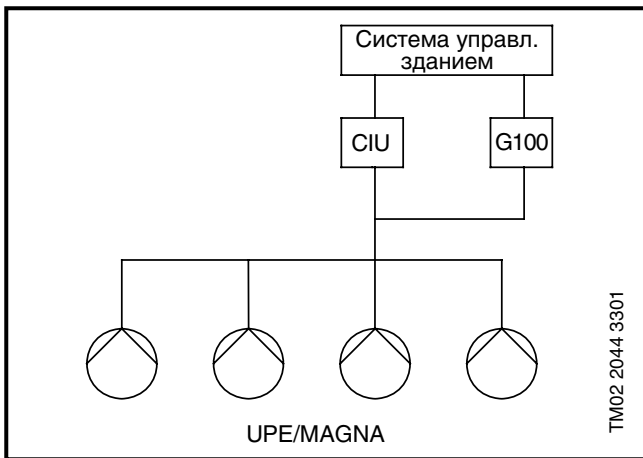 Система управл.
зданием
CIU
G100
UPE/MAGNA
TM02 2044 3301